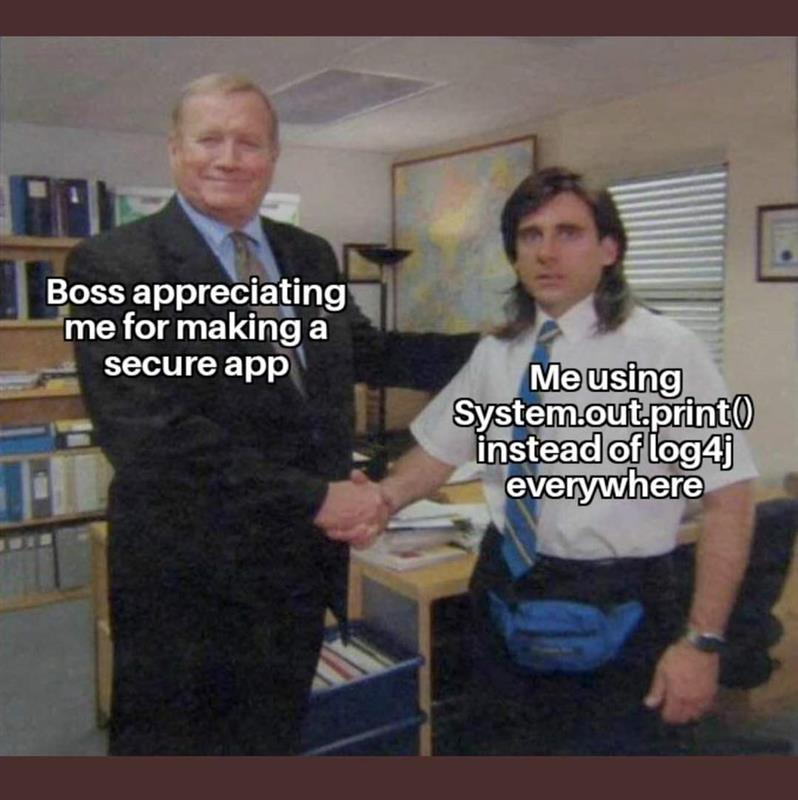 Boss appreciating
me for making a
secure app
Me using
System.out.print()
instead of log4j
everywhere